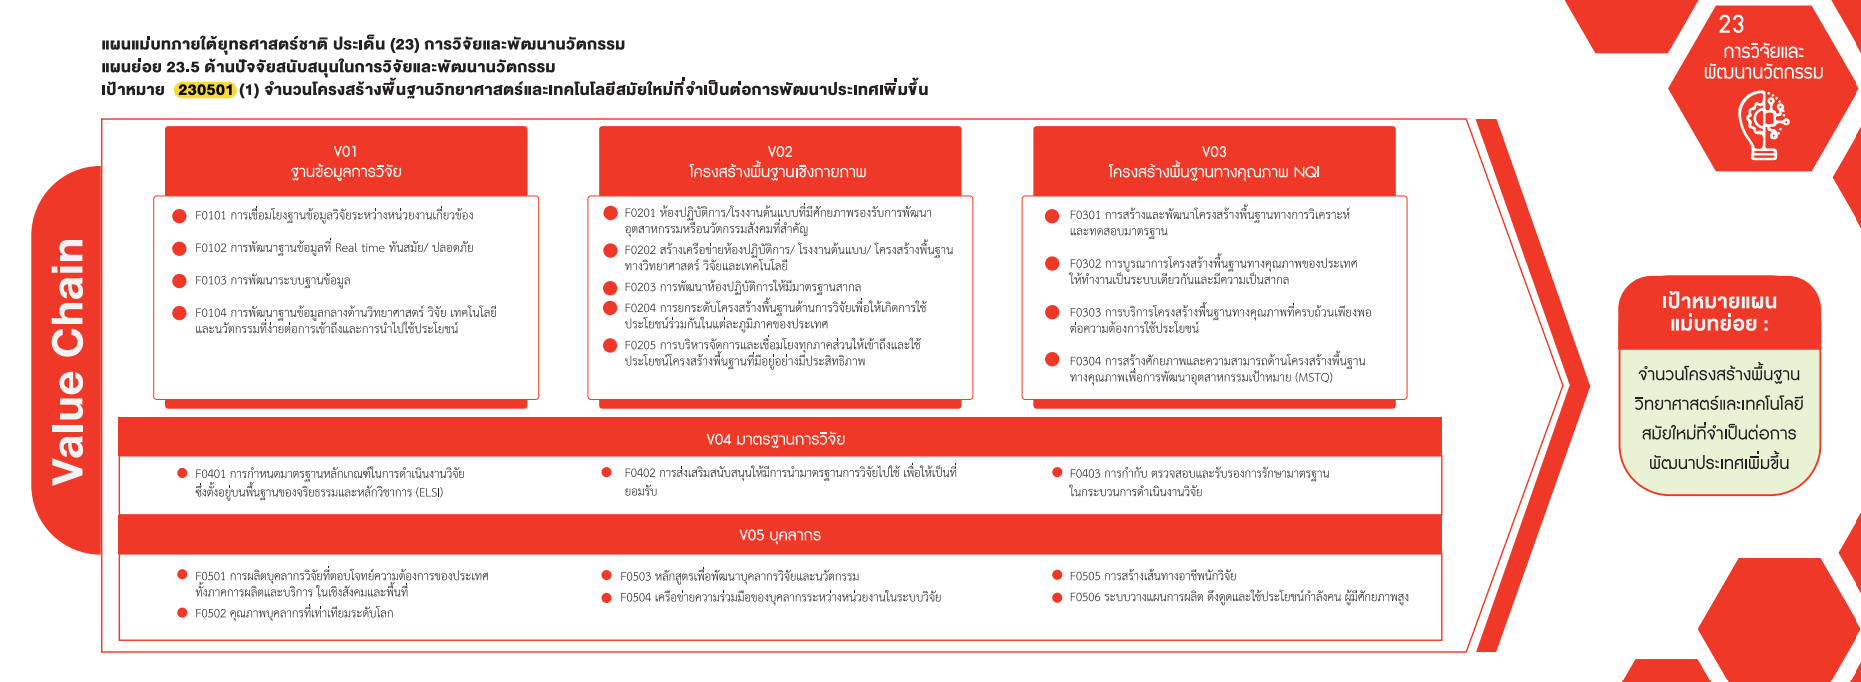 แผนแม่บทภายใต้ยุทธศาสตร์ชาติ ประเด็น (23) การวิจัยและพัฒนานวัตกรรม
แผนย่อย 23.5 ด้านปัจจัยสนับสนุนในการวิจัยและพัฒนานวัตกรรม
เป้าหมาย 230501 (1) จำนวนโครงสร้างพื้นฐานวิทยาศาสตร์และเทคโนโลยีสมัยใหม่ที่จำเป็นต่อการพัฒนาประเทศเพิ่มขึ้น
23
การวิจัยและ
พัฒนานวัตกรรม
Value Chain
V01
ฐานข้อมูลการวิจัย
F0101 การเชื่อมโยงฐานข้อมูลวิจัยระหว่างหน่วยงานเกี่ยวข้อง
F0102 การพัฒนาฐานข้อมูลที่ Real time ทันสมัย/ ปลอดภัย
F0103 การพัฒนาระบบฐานข้อมูล
F0104 การพัฒนาฐานข้อมูลกลางด้านวิทยาศาสตร์ วิจัย เทคโนโลยี
และนวัตกรรมที่ง่ายต่อการเข้าถึงและการนำไปใช้ประโยชน์
V02
โครงสร้างพื้นฐานเชิงกายภาพ
F0201 ห้องปฏิบัติการ/โรงงานต้นแบบที่มีศักยภาพรองรับการพัฒนา
อุตสาหกรรมหรือนวัตกรรมสังคมที่สำคัญ
F0202 สร้างเครือข่ายห้องปฏิบัติการ/ โรงงานต้นแบบ/ โครงสร้างพื้นฐาน
ทางวิทยาศาสตร์ วิจัยและเทคโนโลยี
F0203 การพัฒนาห้องปฏิบัติการให้มีมาตรฐานสากล
F0204 การยกระดับโครงสร้างพื้นฐานด้านการวิจัยเพื่อให้เกิดการใช้
ประโยชน์ร่วมกันในแต่ละภูมิภาคของประเทศ
F0205 การบริหารจัดการและเชื่อมโยงทุกภาคส่วนให้เข้าถึงและใช้
ประโยชน์โครงสร้างพื้นฐานที่มีอยู่อย่างมีประสิทธิภาพ
V03
โครงสร้างพื้นฐานทางคุณภาพ NQI
F0301 การสร้างและพัฒนาโครงสร้างพื้นฐานทางการวิเคราะห์
และทดสอบมาตรฐาน
F0302 การบูรณาการโครงสร้างพื้นฐานทางคุณภาพของประเทศ
ให้ทำงานเป็นระบบเดียวกันและมีความเป็นสากล
F0303 การบริการโครงสร้างพื้นฐานทางคุณภาพที่ครบถ้วนเพียงพอ
ต่อความต้องการใช้ประโยชน์
F0304 การสร้างศักยภาพและความสามารถด้านโครงสร้างพื้นฐาน
ทางคุณภาพเพื่อการพัฒนาอุตสาหกรรมเป้าหมาย (MSTQ)
V04 มาตรฐานการวิจัย
F0401 การกำหนดมาตรฐานหลักเกณฑ์ในการดำเนินงานวิจัย
ซึ่งตั้งอยู่บนพื้นฐานของจริยธรรมและหลักวิชาการ (ELSI)
F0402 การส่งเสริมสนับสนุนให้มีการนำมาตรฐานการวิจัยไปใช้ เพื่อให้เป็นที่
ยอมรับ
F0403 การกำกับ ตรวจสอบและรับรองการรักษามาตรฐาน
ในกระบวนการดำเนินงานวิจัย
V05 บุคลากร
F0501 การผลิตบุคลากรวิจัยที่ตอบโจทย์ความต้องการของประเทศ
ทั้งภาคการผลิตและบริการ ในเชิงสังคมและพื้นที่
F0502 คุณภาพบุคลากรที่เท่าเทียมระดับโลก
F0503 หลักสูตรเพื่อพัฒนาบุคลากรวิจัยและนวัตกรรม
F0504 เครือข่ายความร่วมมือของบุคลากรระหว่างหน่วยงานในระบบวิจัย
F0505 การสร้างเส้นทางอาชีพนักวิจัย
F0506 ระบบวางแผนการผลิต ดึงดูดและใช้ประโยชน์กำลังคน ผู้มีศักยภาพสูง
เป้าหมายแผน
แม่บทย่อย :
จำนวนโครงสร้างพื้นฐาน
วิทยาศาสตร์และเทคโนโลยี
สมัยใหม่ที่จำเป็นต่อการ
พัฒนาประเทศเพิ่มขึ้น